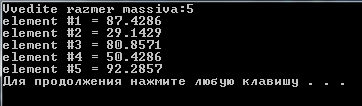 Vvedite razmer massiva:5
element #1 = 87.4286
element #2 = 29.1429
element #3 = 80.8571
element #4 = 50.4286
element #5 = 92.2857
Для продолжения нажмите любую клавишу . . .